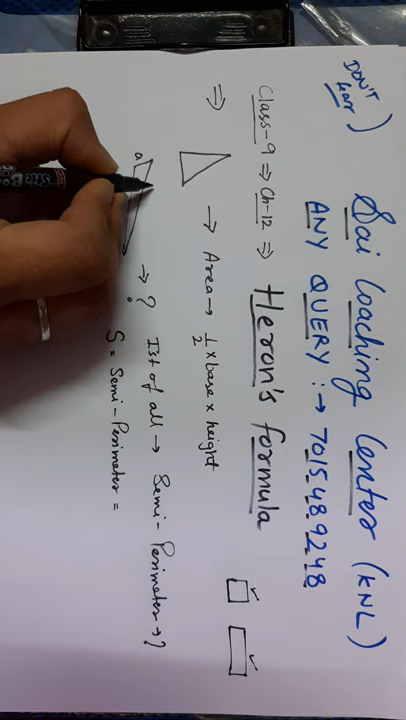 Sai Coaching Center (KNL)
DON'T
ANY QUERY :→ 7015489248
Class-9 ⇒ Ch-12 ⇒ Heron's formula
⇒ → Area → 1/2 × base × height
a → ? Ist of all → Semi-Perimeter → ?
S = Semi-Perimeter =